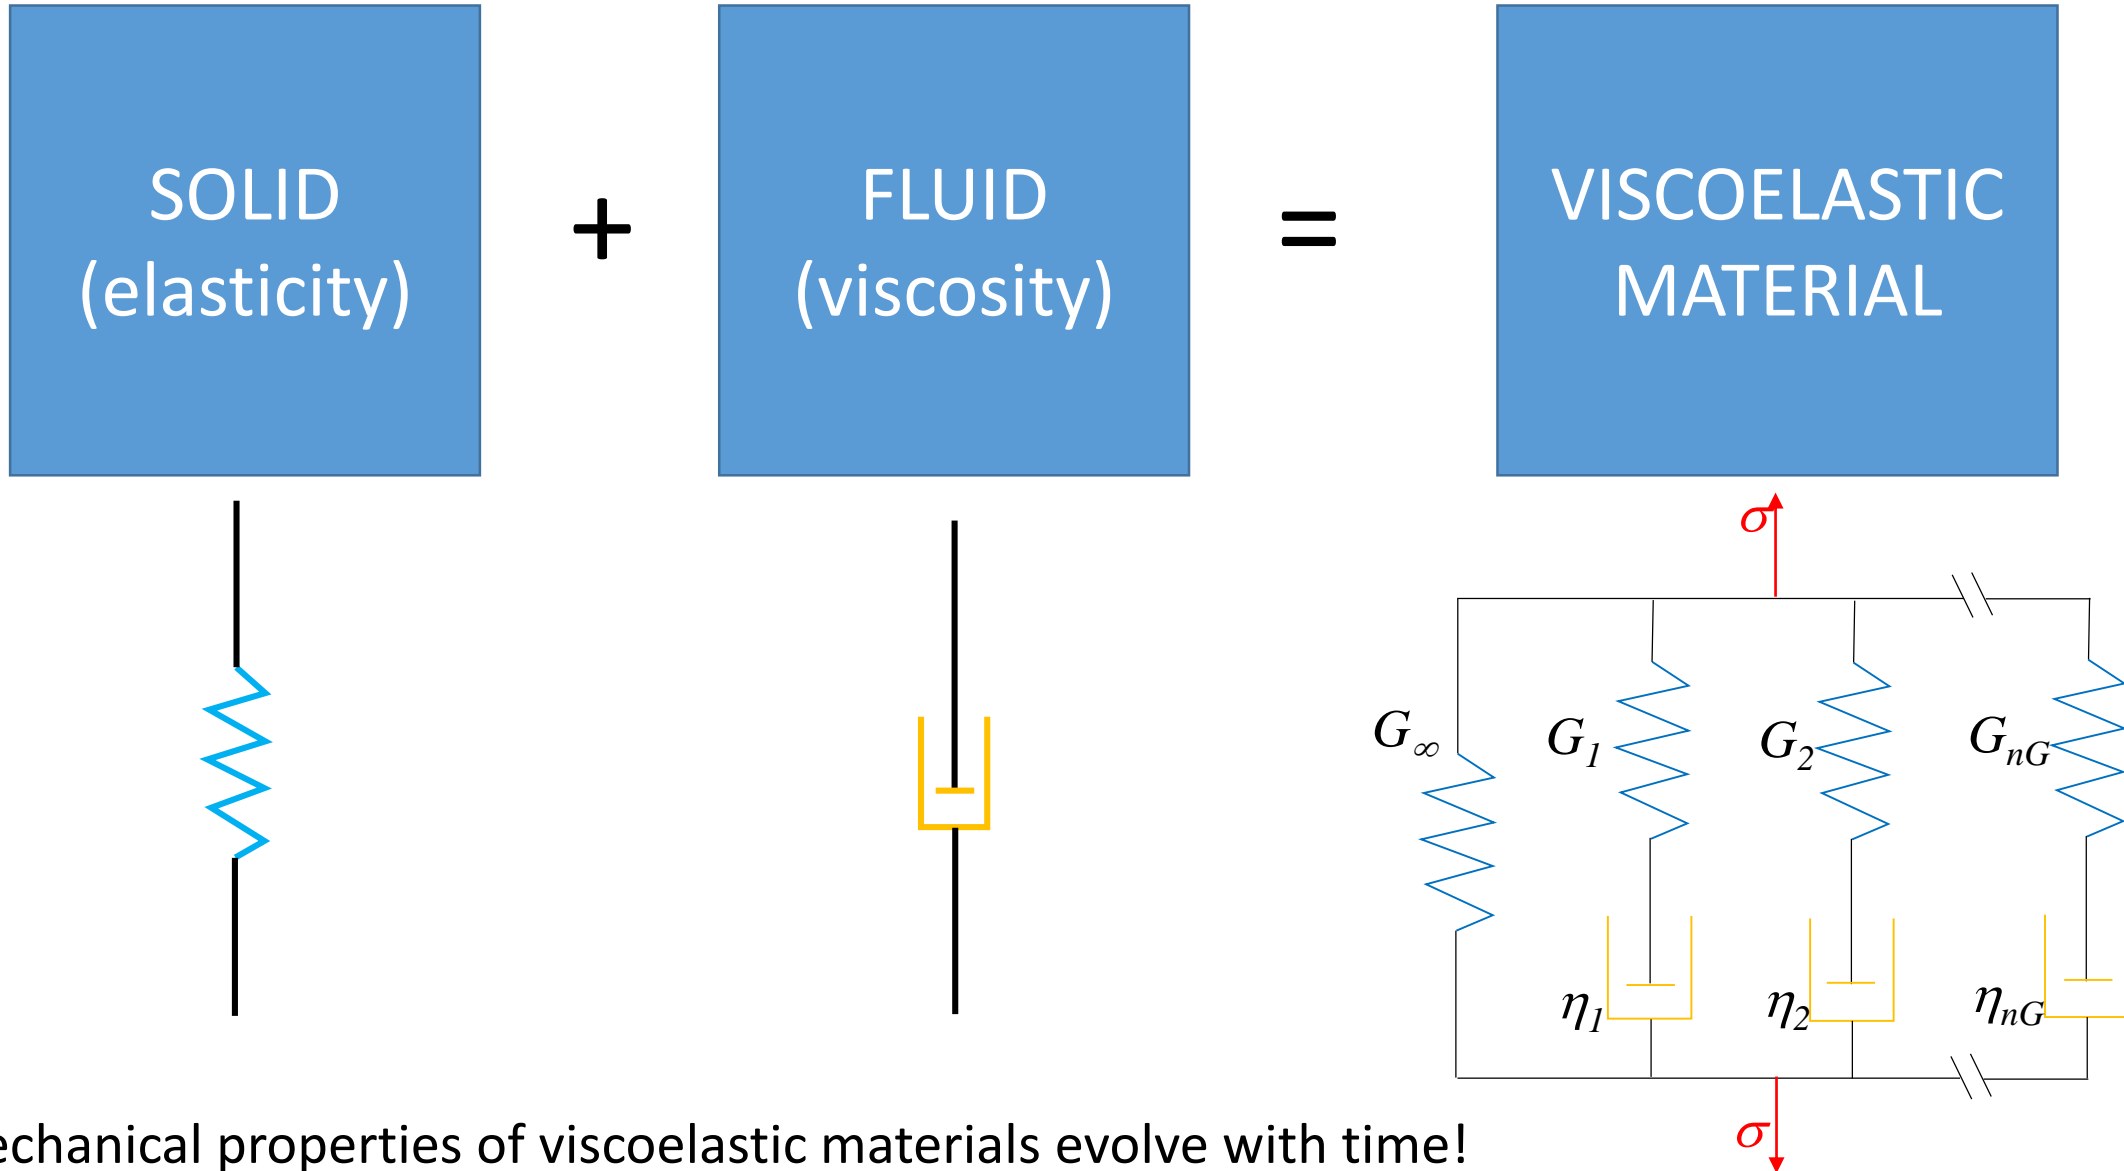 SOLID
(elasticity)
+
FLUID
(viscosity)
=
VISCOELASTIC
MATERIAL
σ
G∞
G1
G2
GnG
η1
η2
ηnG
σ
echanical properties of viscoelastic materials evolve with time!